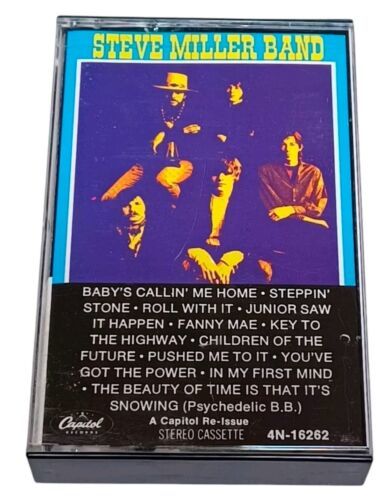 STEVE MILLER BAND
BABY'S CALLIN' ME HOME • STEPPIN'
STONE • ROLL WITH IT • JUNIOR SAW
IT HAPPEN • FANNY MAE • KEY TO
THE HIGHWAY • CHILDREN OF THE
FUTURE • PUSHED ME TO IT • YOU'VE
GOT THE POWER • IN MY FIRST MIND
• THE BEAUTY OF TIME IS THAT IT'S
SNOWING (Psychedelic B.B.)
Capitol
RECORDS
A Capitol Re-Issue
STEREO CASSETTE 4N-16262